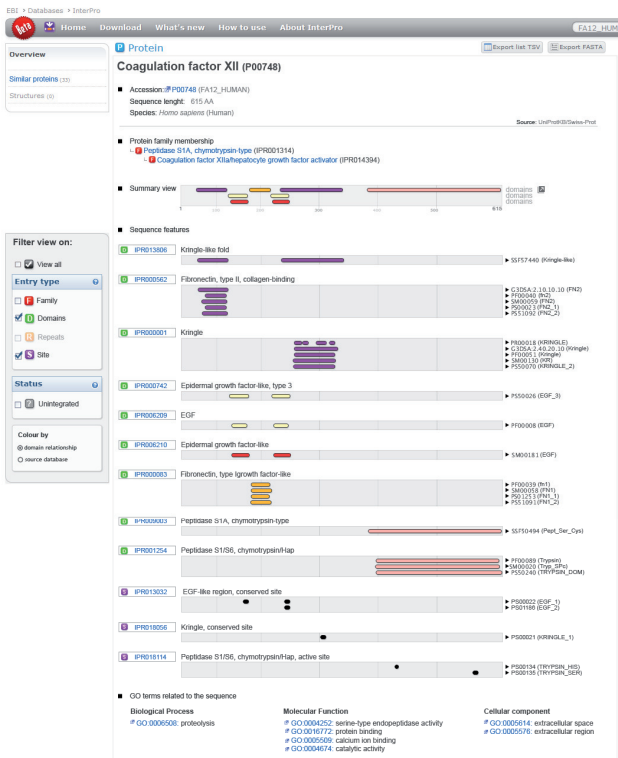 EBI > Databases > InterPro
Beta
Home Download What's new How to use About InterPro
FA12_HUM
Overview
Similar proteins (33)
Structures (0)
P Protein
Export list TSV
Export FASTA
Coagulation factor XII (P00748)
Accession: P00748 (FA12_HUMAN)
Sequence lenght: 615 AA
Species: Homo sapiens (Human)
Source: UniProtKB/Swiss-Prot
Protein family membership
F Peptidase S1A, chymotrypsin-type (IPR001314)
F Coagulation factor XIIa/hepatocyte growth factor activator (IPR014394)
Summary view
domains
domains
domains
1 100 200 300 400 500 615
Sequence features
Filter view on:
View all
Entry type
F Family
D Domains
R Repeats
S Site
Status
? Unintegrated
Colour by
domain relationship
source database
D IPR013806 Kringle-like fold
SSF57440 (Kringle-like)
D IPR000562 Fibronectin, type II, collagen-binding
G3DSA:2.10.10.10 (FN2)
PF00040 (fn2)
SM00059 (FN2)
PS00023 (FN2_1)
PS51092 (FN2_2)
D IPR000001 Kringle
PR00018 (KRINGLE)
G3DSA:2.40.20.10 (Kringle)
PF00051 (Kringle)
SM00130 (KR)
PS50070 (KRINGLE_2)
D IPR000742 Epidermal growth factor-like, type 3
PS50026 (EGF_3)
D IPR006209 EGF
PF00008 (EGF)
D IPR006210 Epidermal growth factor-like
SM00181 (EGF)
D IPR000083 Fibronectin, type Igrowth factor-like
PF00039 (fn1)
SM00058 (FN1)
PS01253 (FN1_1)
PS51091 (FN1_2)
D IPR009003 Peptidase S1A, chymotrypsin-type
SSF50494 (Pept_Ser_Cys)
D IPR001254 Peptidase S1/S6, chymotrypsin/Hap
PF00089 (Trypsin)
SM00020 (Tryp_SPc)
PS50240 (TRYPSIN_DOM)
S IPR013032 EGF-like region, conserved site
PS00022 (EGF_1)
PS01186 (EGF_2)
S IPR018056 Kringle, conserved site
PS00021 (KRINGLE_1)
S IPR018114 Peptidase S1/S6, chymotrypsin/Hap, active site
PS00134 (TRYPSIN_HIS)
PS00135 (TRYPSIN_SER)
GO terms related to the sequence
Biological Process
GO:0006508: proteolysis
Molecular Function
GO:0004252: serine-type endopeptidase activity
GO:0016772: protein binding
GO:0005509: calcium ion binding
GO:0004674: catalytic activity
Cellular component
GO:0005614: extracellular space
GO:0005576: extracellular region